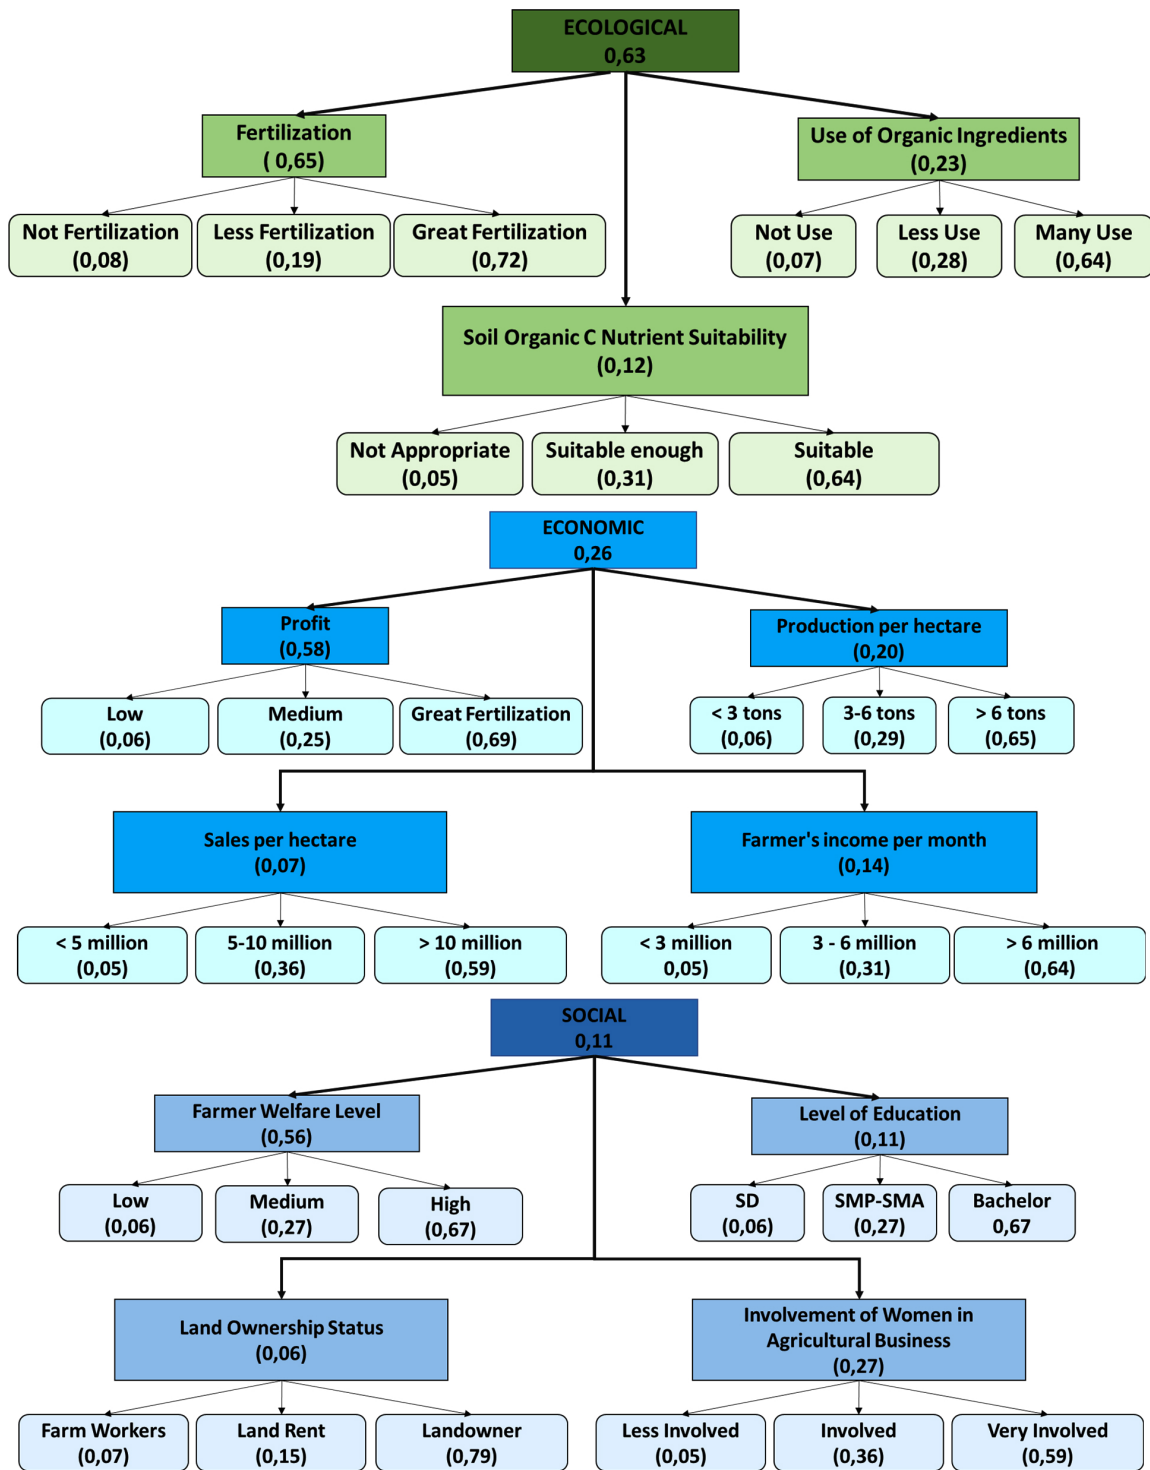 ECOLOGICAL
0,63
Fertilization
( 0,65)
Use of Organic Ingredients
(0,23)
Not Fertilization
(0,08)
Less Fertilization
(0,19)
Great Fertilization
(0,72)
Not Use
(0,07)
Less Use
(0,28)
Many Use
(0,64)
Soil Organic C Nutrient Suitability
(0,12)
Not Appropriate
(0,05)
Suitable enough
(0,31)
Suitable
(0,64)
ECONOMIC
0,26
Profit
(0,58)
Production per hectare
(0,20)
Low
(0,06)
Medium
(0,25)
Great Fertilization
(0,69)
< 3 tons
(0,06)
3-6 tons
(0,29)
> 6 tons
(0,65)
Sales per hectare
(0,07)
Farmer's income per month
(0,14)
< 5 million
(0,05)
5-10 million
(0,36)
> 10 million
(0,59)
< 3 million
0,05)
3 - 6 million
(0,31)
> 6 million
(0,64)
SOCIAL
0,11
Farmer Welfare Level
(0,56)
Level of Education
(0,11)
Low
(0,06)
Medium
(0,27)
High
(0,67)
SD
(0,06)
SMP-SMA
(0,27)
Bachelor
0,67
Land Ownership Status
(0,06)
Involvement of Women in
Agricultural Business
(0,27)
Farm Workers
(0,07)
Land Rent
(0,15)
Landowner
(0,79)
Less Involved
(0,05)
Involved
(0,36)
Very Involved
(0,59)